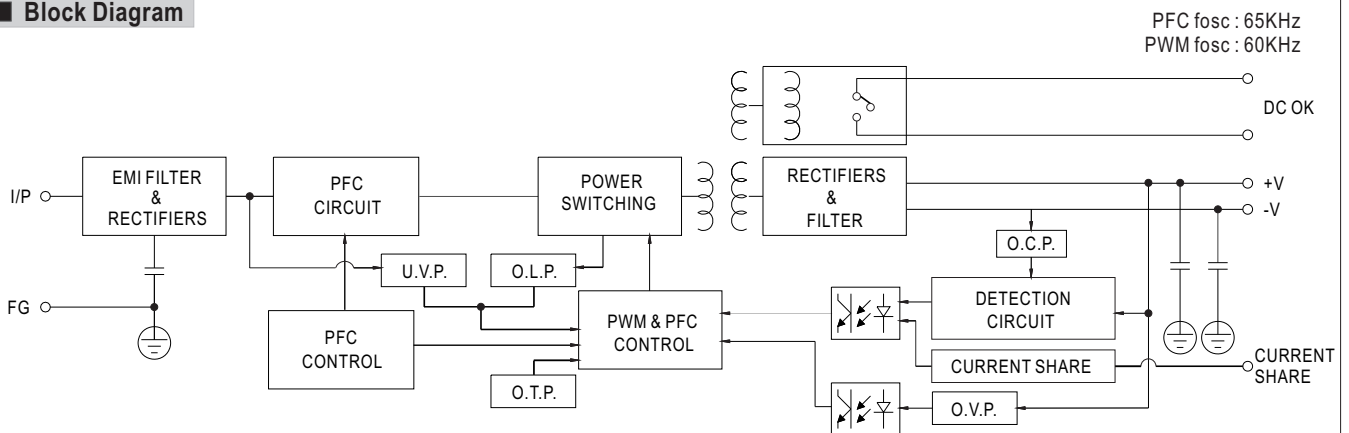 Block Diagram
PFC fosc : 65KHz
PWM fosc : 60KHz
DC OK
I/P
EMI FILTER
&
RECTIFIERS
PFC
CIRCUIT
POWER
SWITCHING
RECTIFIERS
&
FILTER
+V
-V
O.C.P.
U.V.P.
O.L.P.
FG
PFC
CONTROL
PWM & PFC
CONTROL
DETECTION
CIRCUIT
O.T.P.
CURRENT SHARE
CURRENT
SHARE
O.V.P.